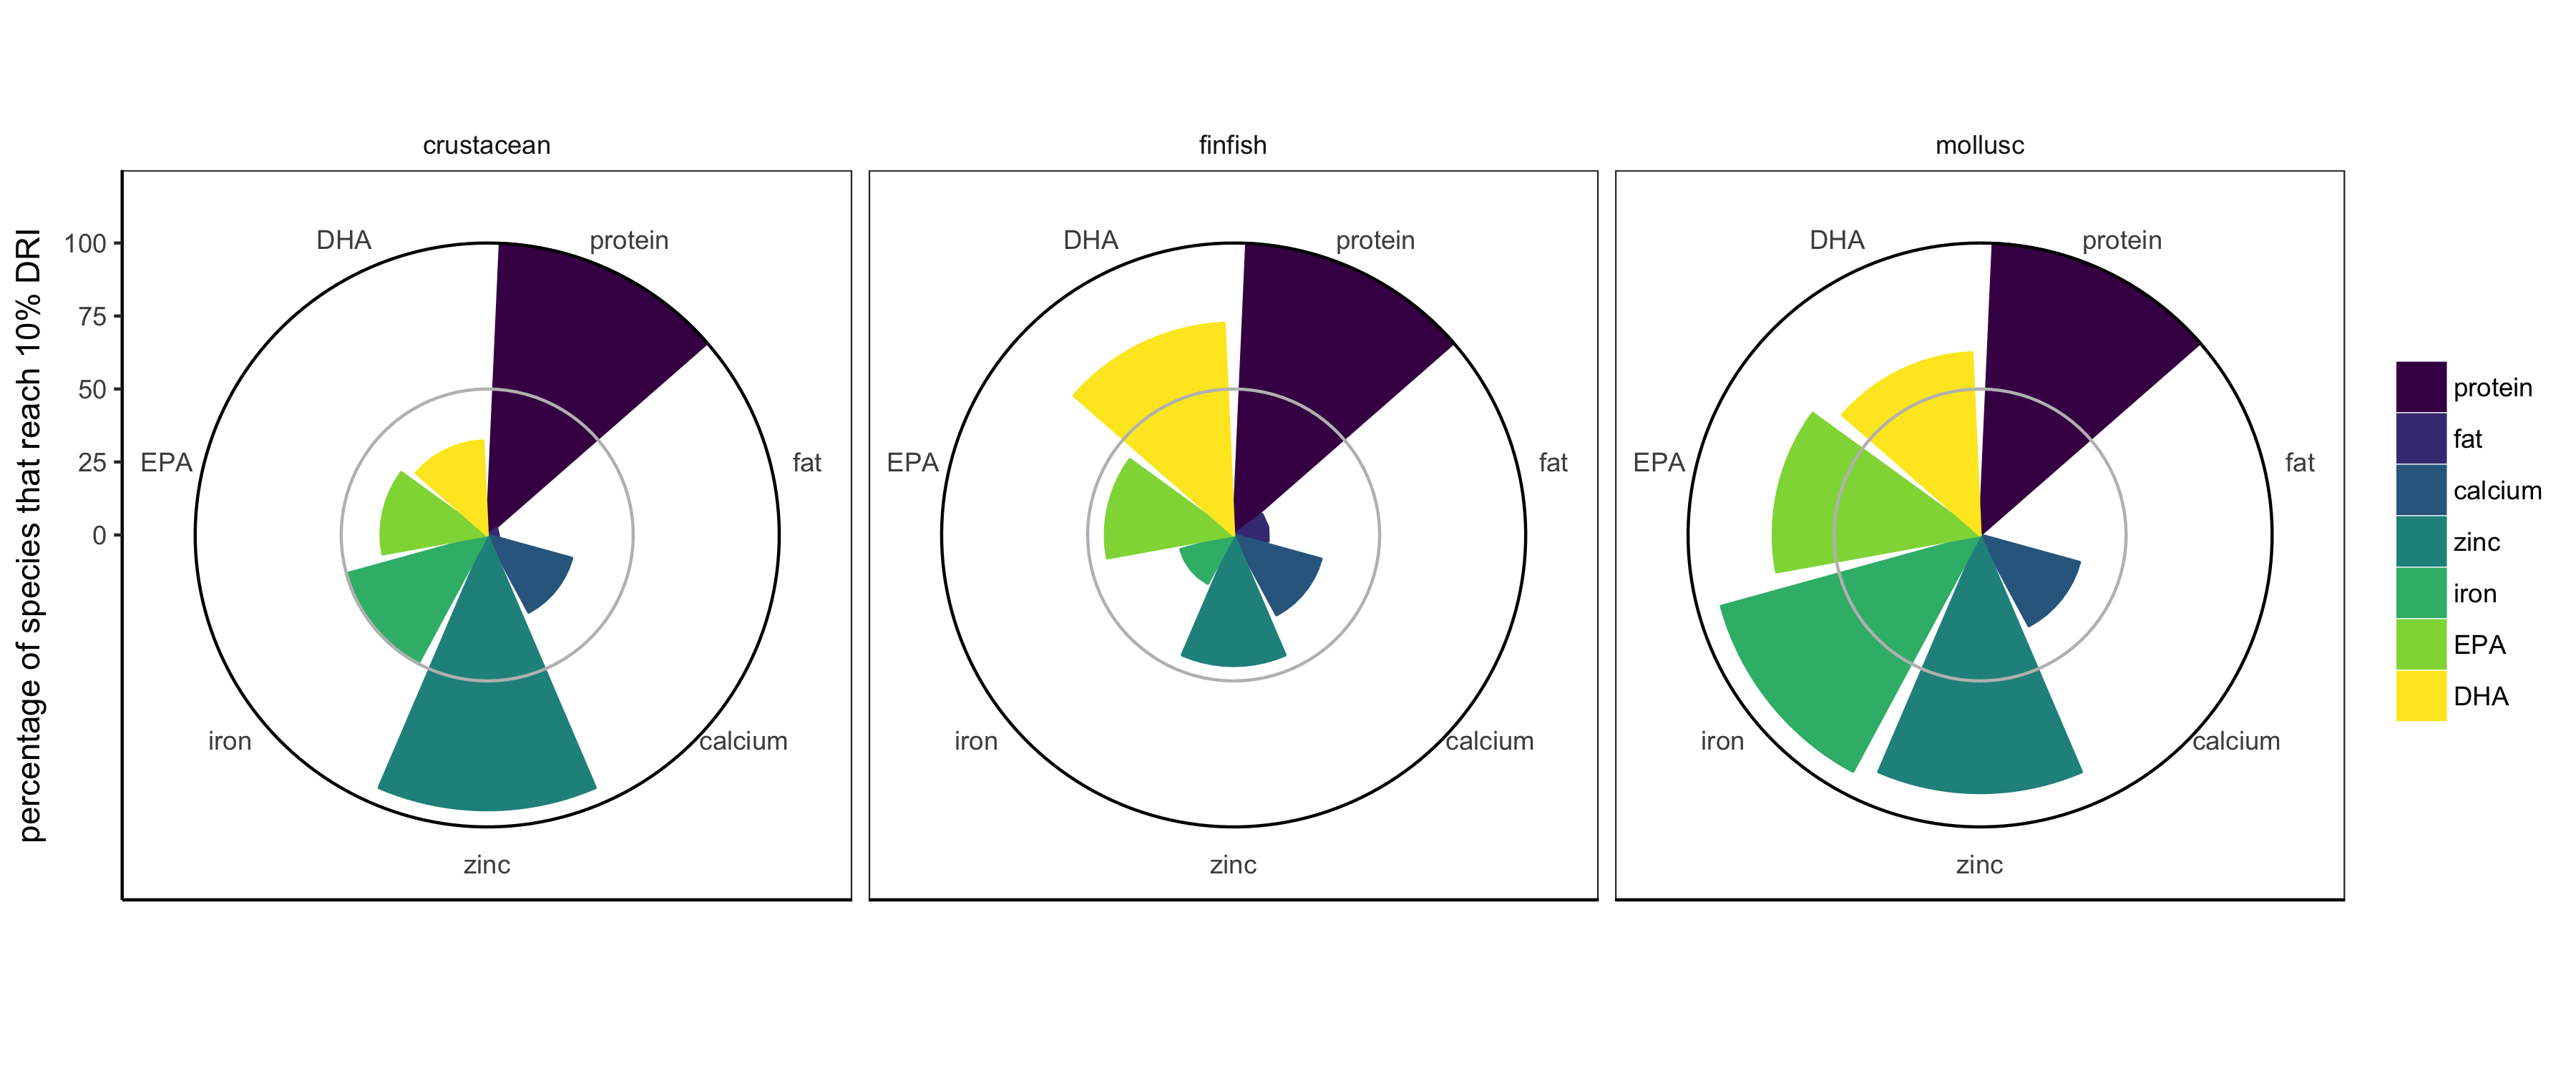 crustacean
finfish
mollusc
percentage of species that reach 10% DRI
100
75
50
25
0
DHA
protein
EPA
fat
iron
calcium
zinc
DHA
protein
EPA
fat
iron
calcium
zinc
DHA
protein
EPA
fat
iron
calcium
zinc
protein
fat
calcium
zinc
iron
EPA
DHA